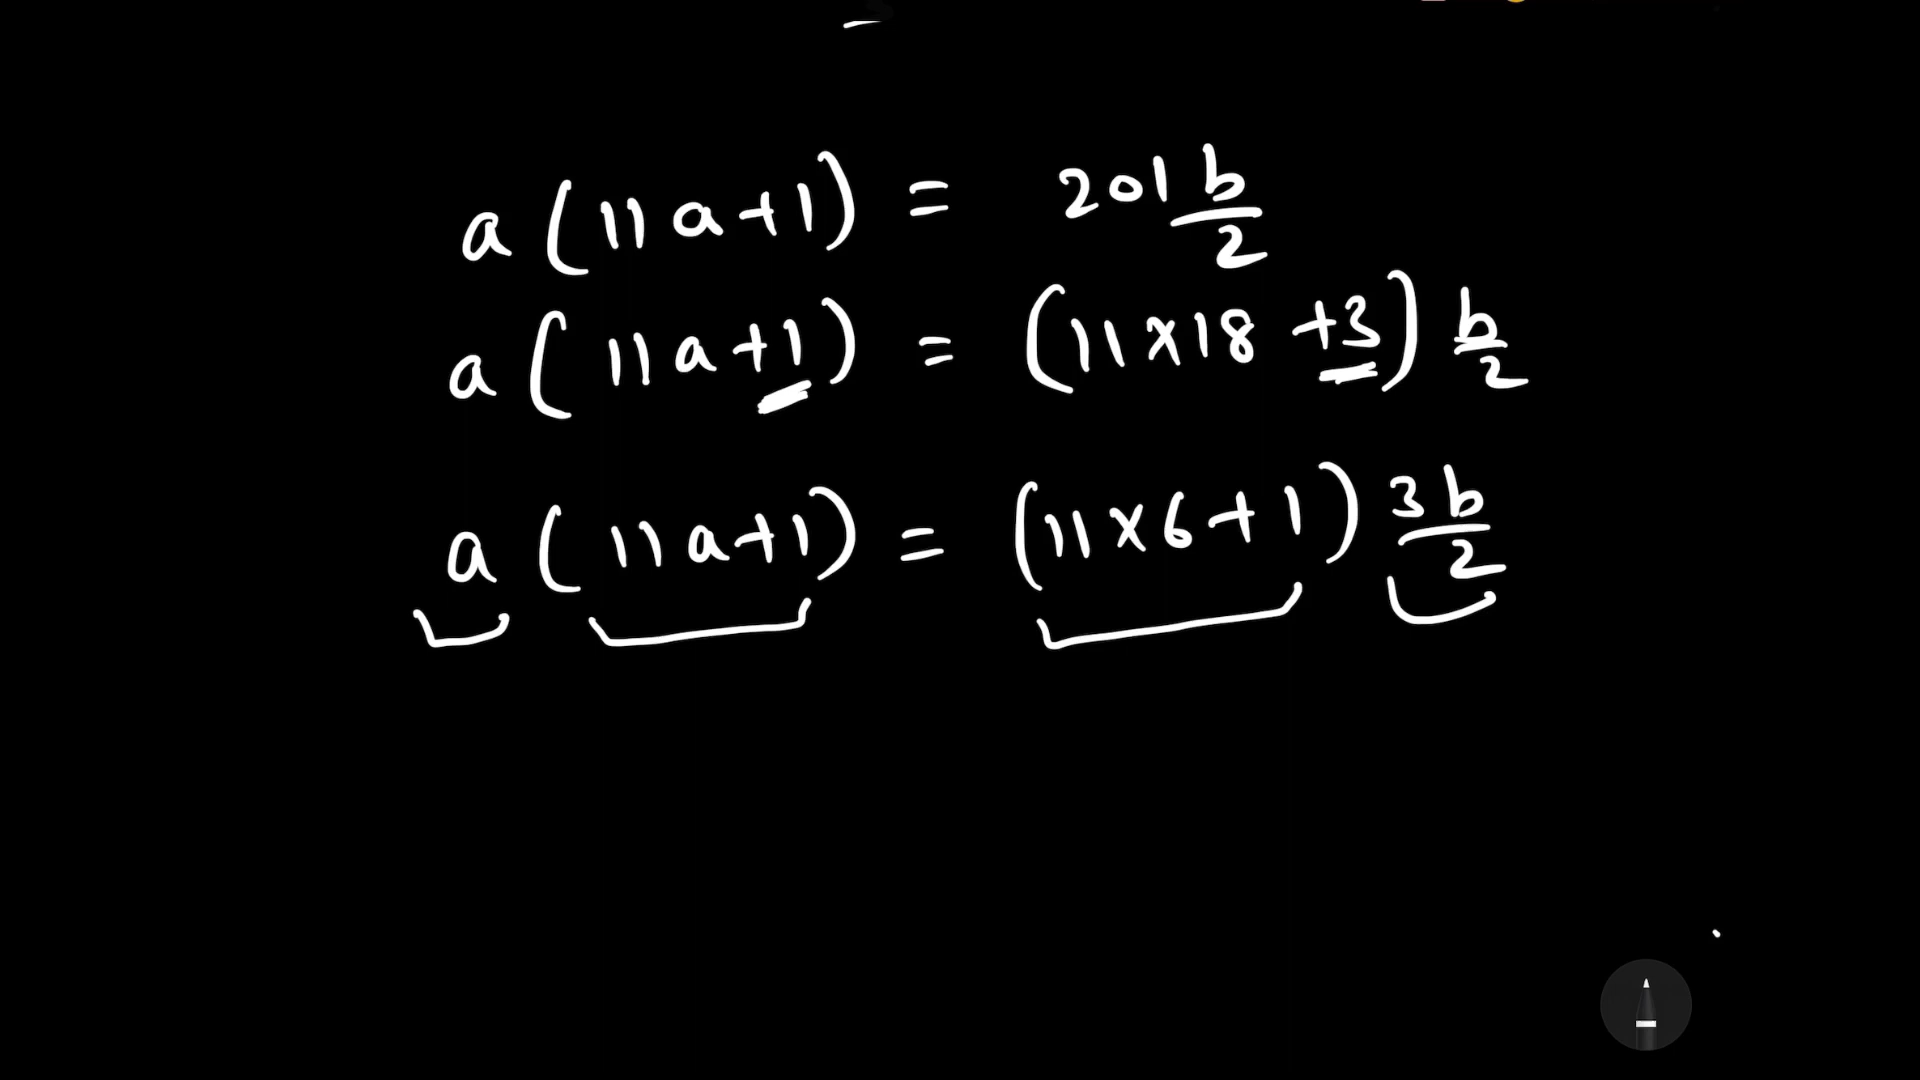 a(11a+1) = 201 b/2
a(11a+1) = (11×18+3) b/2
a(11a+1) = (11×6+1) 3b/2